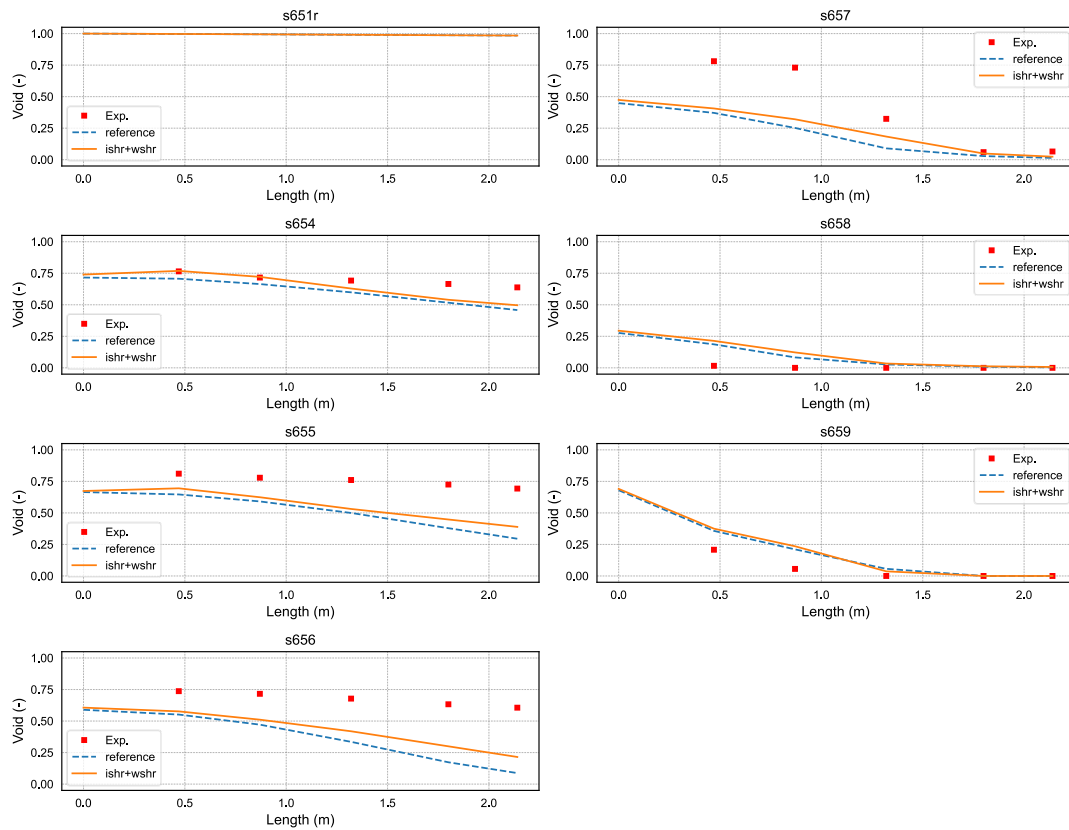 s651r
1.00
0.75
0.50
0.25
0.00
Void (-)
Exp.
reference
ishr+wshr
0.0 0.5 1.0 1.5 2.0
Length (m)
s657
1.00
0.75
0.50
0.25
0.00
Void (-)
Exp.
reference
ishr+wshr
0.0 0.5 1.0 1.5 2.0
Length (m)
s654
1.00
0.75
0.50
0.25
0.00
Void (-)
Exp.
reference
ishr+wshr
0.0 0.5 1.0 1.5 2.0
Length (m)
s658
1.00
0.75
0.50
0.25
0.00
Void (-)
Exp.
reference
ishr+wshr
0.0 0.5 1.0 1.5 2.0
Length (m)
s655
1.00
0.75
0.50
0.25
0.00
Void (-)
Exp.
reference
ishr+wshr
0.0 0.5 1.0 1.5 2.0
Length (m)
s659
1.00
0.75
0.50
0.25
0.00
Void (-)
Exp.
reference
ishr+wshr
0.0 0.5 1.0 1.5 2.0
Length (m)
s656
1.00
0.75
0.50
0.25
0.00
Void (-)
Exp.
reference
ishr+wshr
0.0 0.5 1.0 1.5 2.0
Length (m)